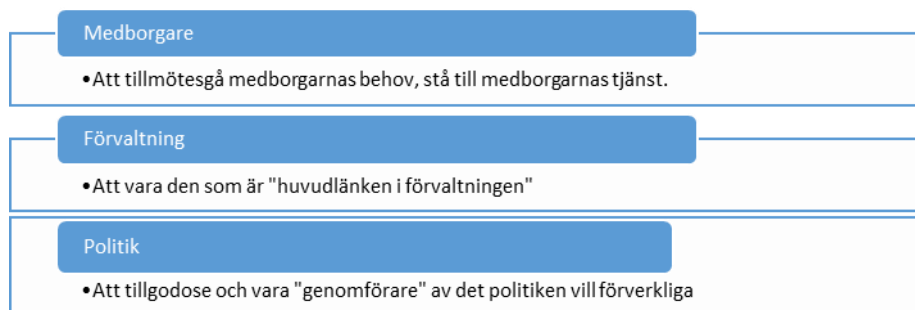 Medborgare
•Att tillmötesgå medborgarnas behov, stå till medborgarnas tjänst.
Förvaltning
•Att vara den som är "huvudlänken i förvaltningen"
Politik
•Att tillgodose och vara "genomförare" av det politiken vill förverkliga